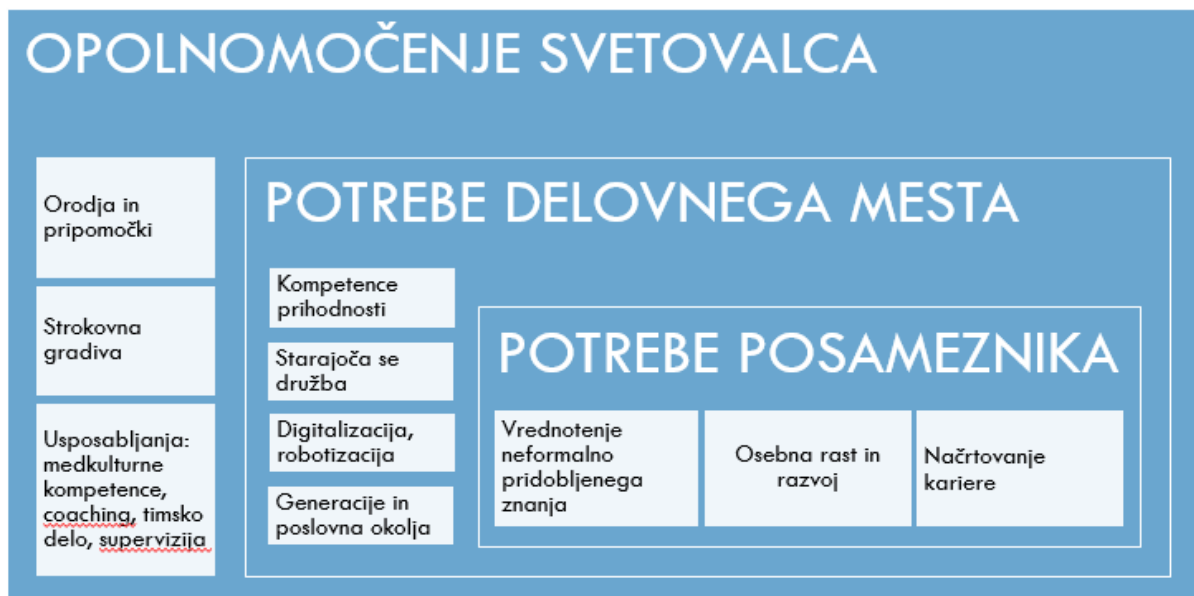 OPOLNOMOČENJE SVETOVALCA
Orodja in
pripomočki
Strokovna
gradiva
Usposabljanja:
medkulturne
kompetence,
coaching, timsko
delo, supervizija
POTREBE DELOVNEGA MESTA
Kompetence
prihodnosti
Starajoča se
družba
Digitalizacija,
robotizacija
Generacije in
poslovna okolja
POTREBE POSAMEZNIKA
Vrednotenje
neformalno
pridobljenega
znanja
Osebna rast in
razvoj
Načrtovanje
kariere